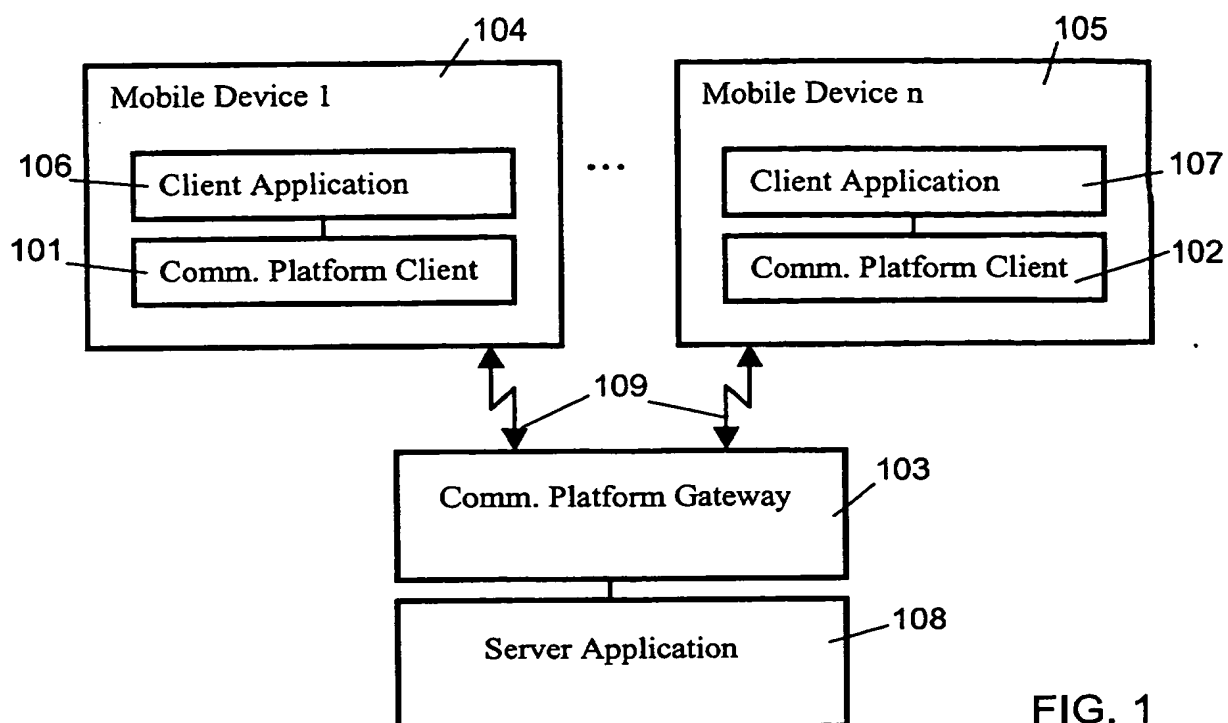 104
105
Mobile Device 1
Mobile Device n
106
Client Application
...
Client Application
107
101
Comm. Platform Client
Comm. Platform Client
102
109
103
Comm. Platform Gateway
108
Server Application
FIG. 1